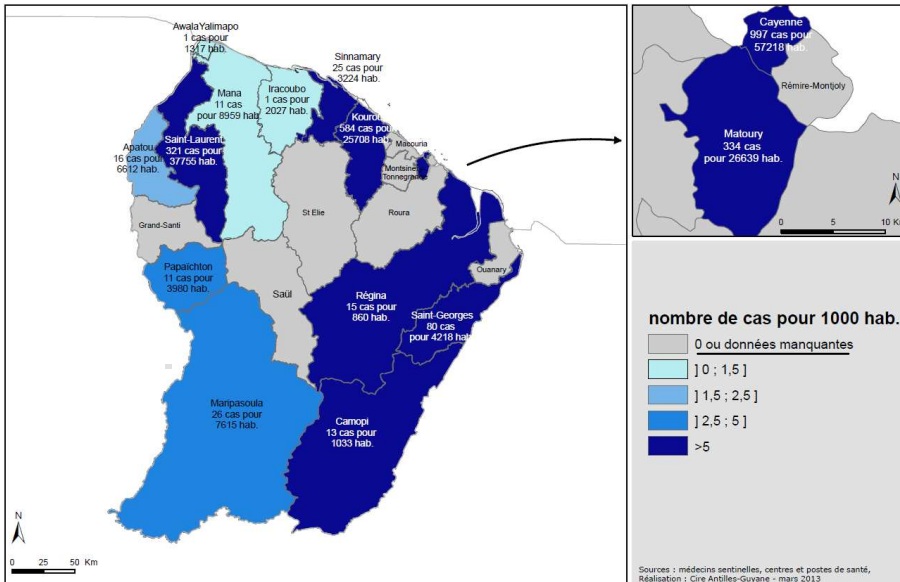 AwalaYalimapo
1 cas pour
1317 hab.
Mana
11 cas
pour 8959 hab.
Iracoubo
1 cas pour
2027 hab.
Sinnamary
25 cas pour
3224 hab.
Kourou
584 cas pour
25708 hab.
Macouria
Montsinery
Tonnegrande
Saint-Laurent
321 cas pour
37755 hab.
Apatou
16 cas pour
6612 hab.
Grand-Santi
St Elie
Roura
Ouanary
Papaïchton
11 cas pour
3980 hab.
Saül
Régina
15 cas pour
860 hab.
Saint-Georges
80 cas
pour 4218 hab.
Maripasoula
26 cas pour
7615 hab.
Camopi
13 cas pour
1033 hab.
N
0 25 50 Km
Cayenne
997 cas pour
57218 hab.
Rémire-Montjoly
Matoury
334 cas
pour 26639 hab.
N
0 5 10 Km
nombre de cas pour 1000 hab.
0 ou données manquantes
] 0 ; 1,5 ]
] 1,5 ; 2,5 ]
] 2,5 ; 5 ]
>5
Sources : médecins sentinelles, centres et postes de santé,
Réalisation : Cire Antilles-Guyane - mars 2013